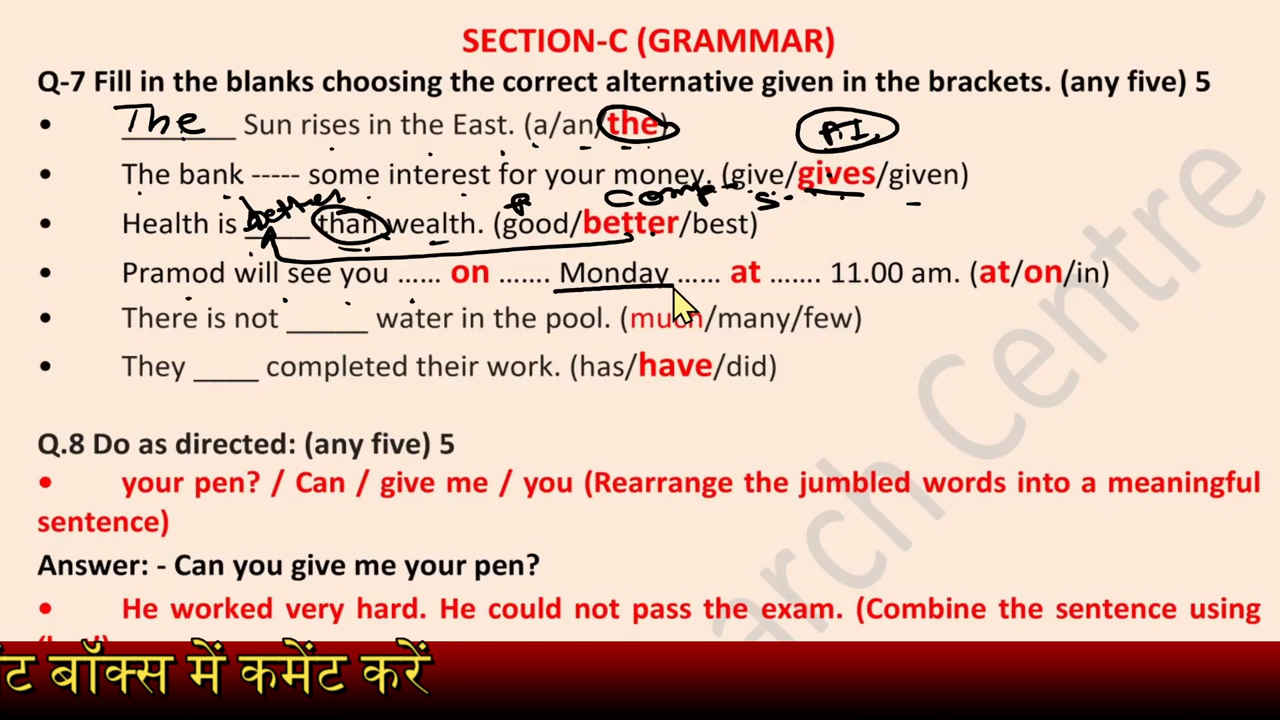 SECTION-C (GRAMMAR)
Q-7 Fill in the blanks choosing the correct alternative given in the brackets. (any five) 5
• The Sun rises in the East. (a/an/the)
P.I.
• The bank ----- some interest for your money. (give/gives/given)
better P Comp- S-
• Health is ____ than wealth. (good/better/best)
• Pramod will see you ...... on ....... Monday ...... at ....... 11.00 am. (at/on/in)
• There is not _____ water in the pool. (much/many/few)
• They ____ completed their work. (has/have/did)
Q.8 Do as directed: (any five) 5
• your pen? / Can / give me / you (Rearrange the jumbled words into a meaningful
sentence)
Answer: - Can you give me your pen?
• He worked very hard. He could not pass the exam. (Combine the sentence using
बॉक्स में कमेंट करें
arch Centre